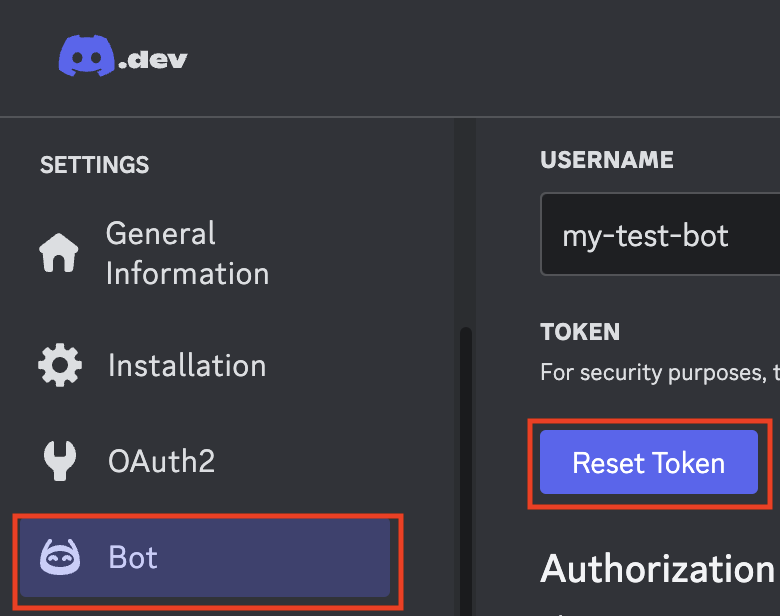 .dev
SETTINGS
General
Information
Installation
OAuth2
Bot
USERNAME
my-test-bot
TOKEN
For security purposes, t
Reset Token
Authorization